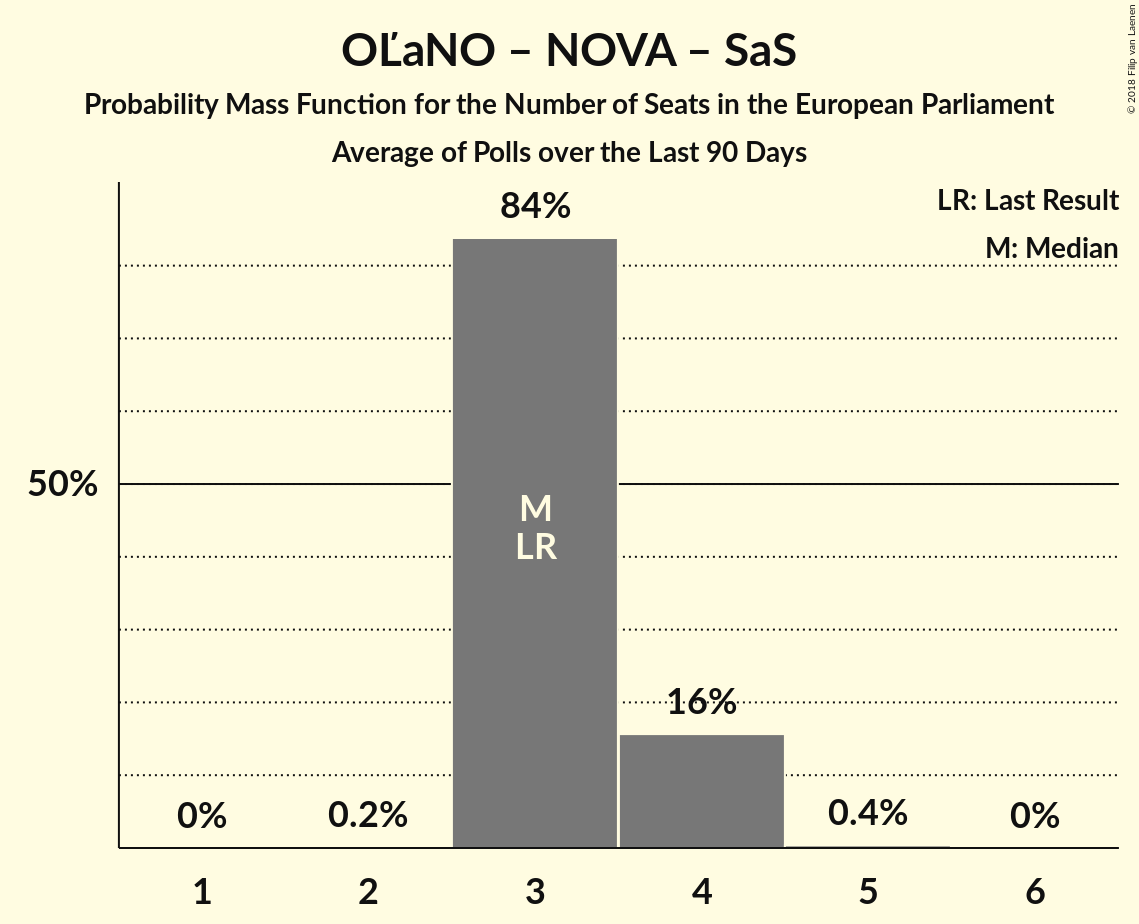 OĽaNO – NOVA – SaS
Probability Mass Function for the Number of Seats in the European Parliament
Average of Polls over the Last 90 Days
© 2018 Filip van Laenen
LR: Last Result
M: Median
84%
50%
M
LR
16%
0%
0.2%
0.4%
0%
1
2
3
4
5
6